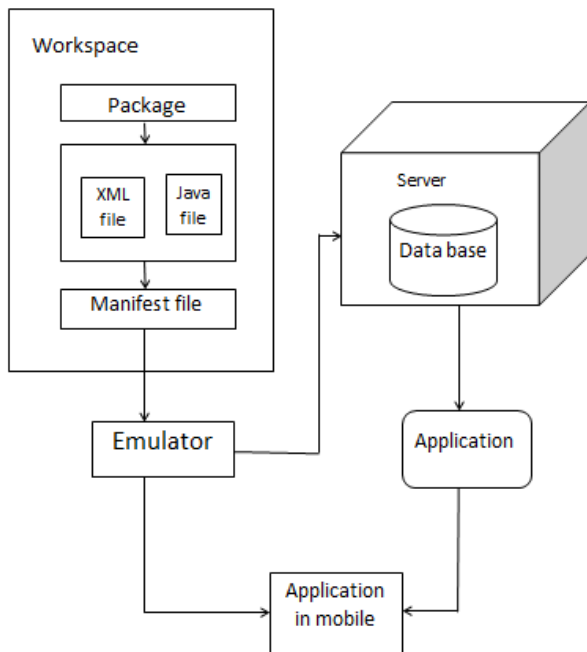 Workspace
Package
XML
file
Java
file
Manifest file
Emulator
Server
Data base
Application
Application
in mobile